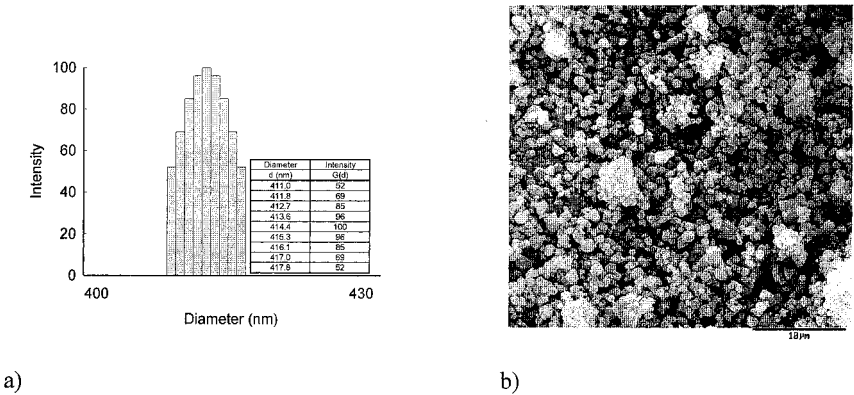 100
80
60
40
20
0
Intensity
400
430
Diameter (nm)
Diameter Intensity
d (nm) G(d)
411.0 52
411.8 69
412.7 85
413.6 96
414.4 100
415.3 96
416.1 85
417.0 69
417.8 52
10µm
a)
b)